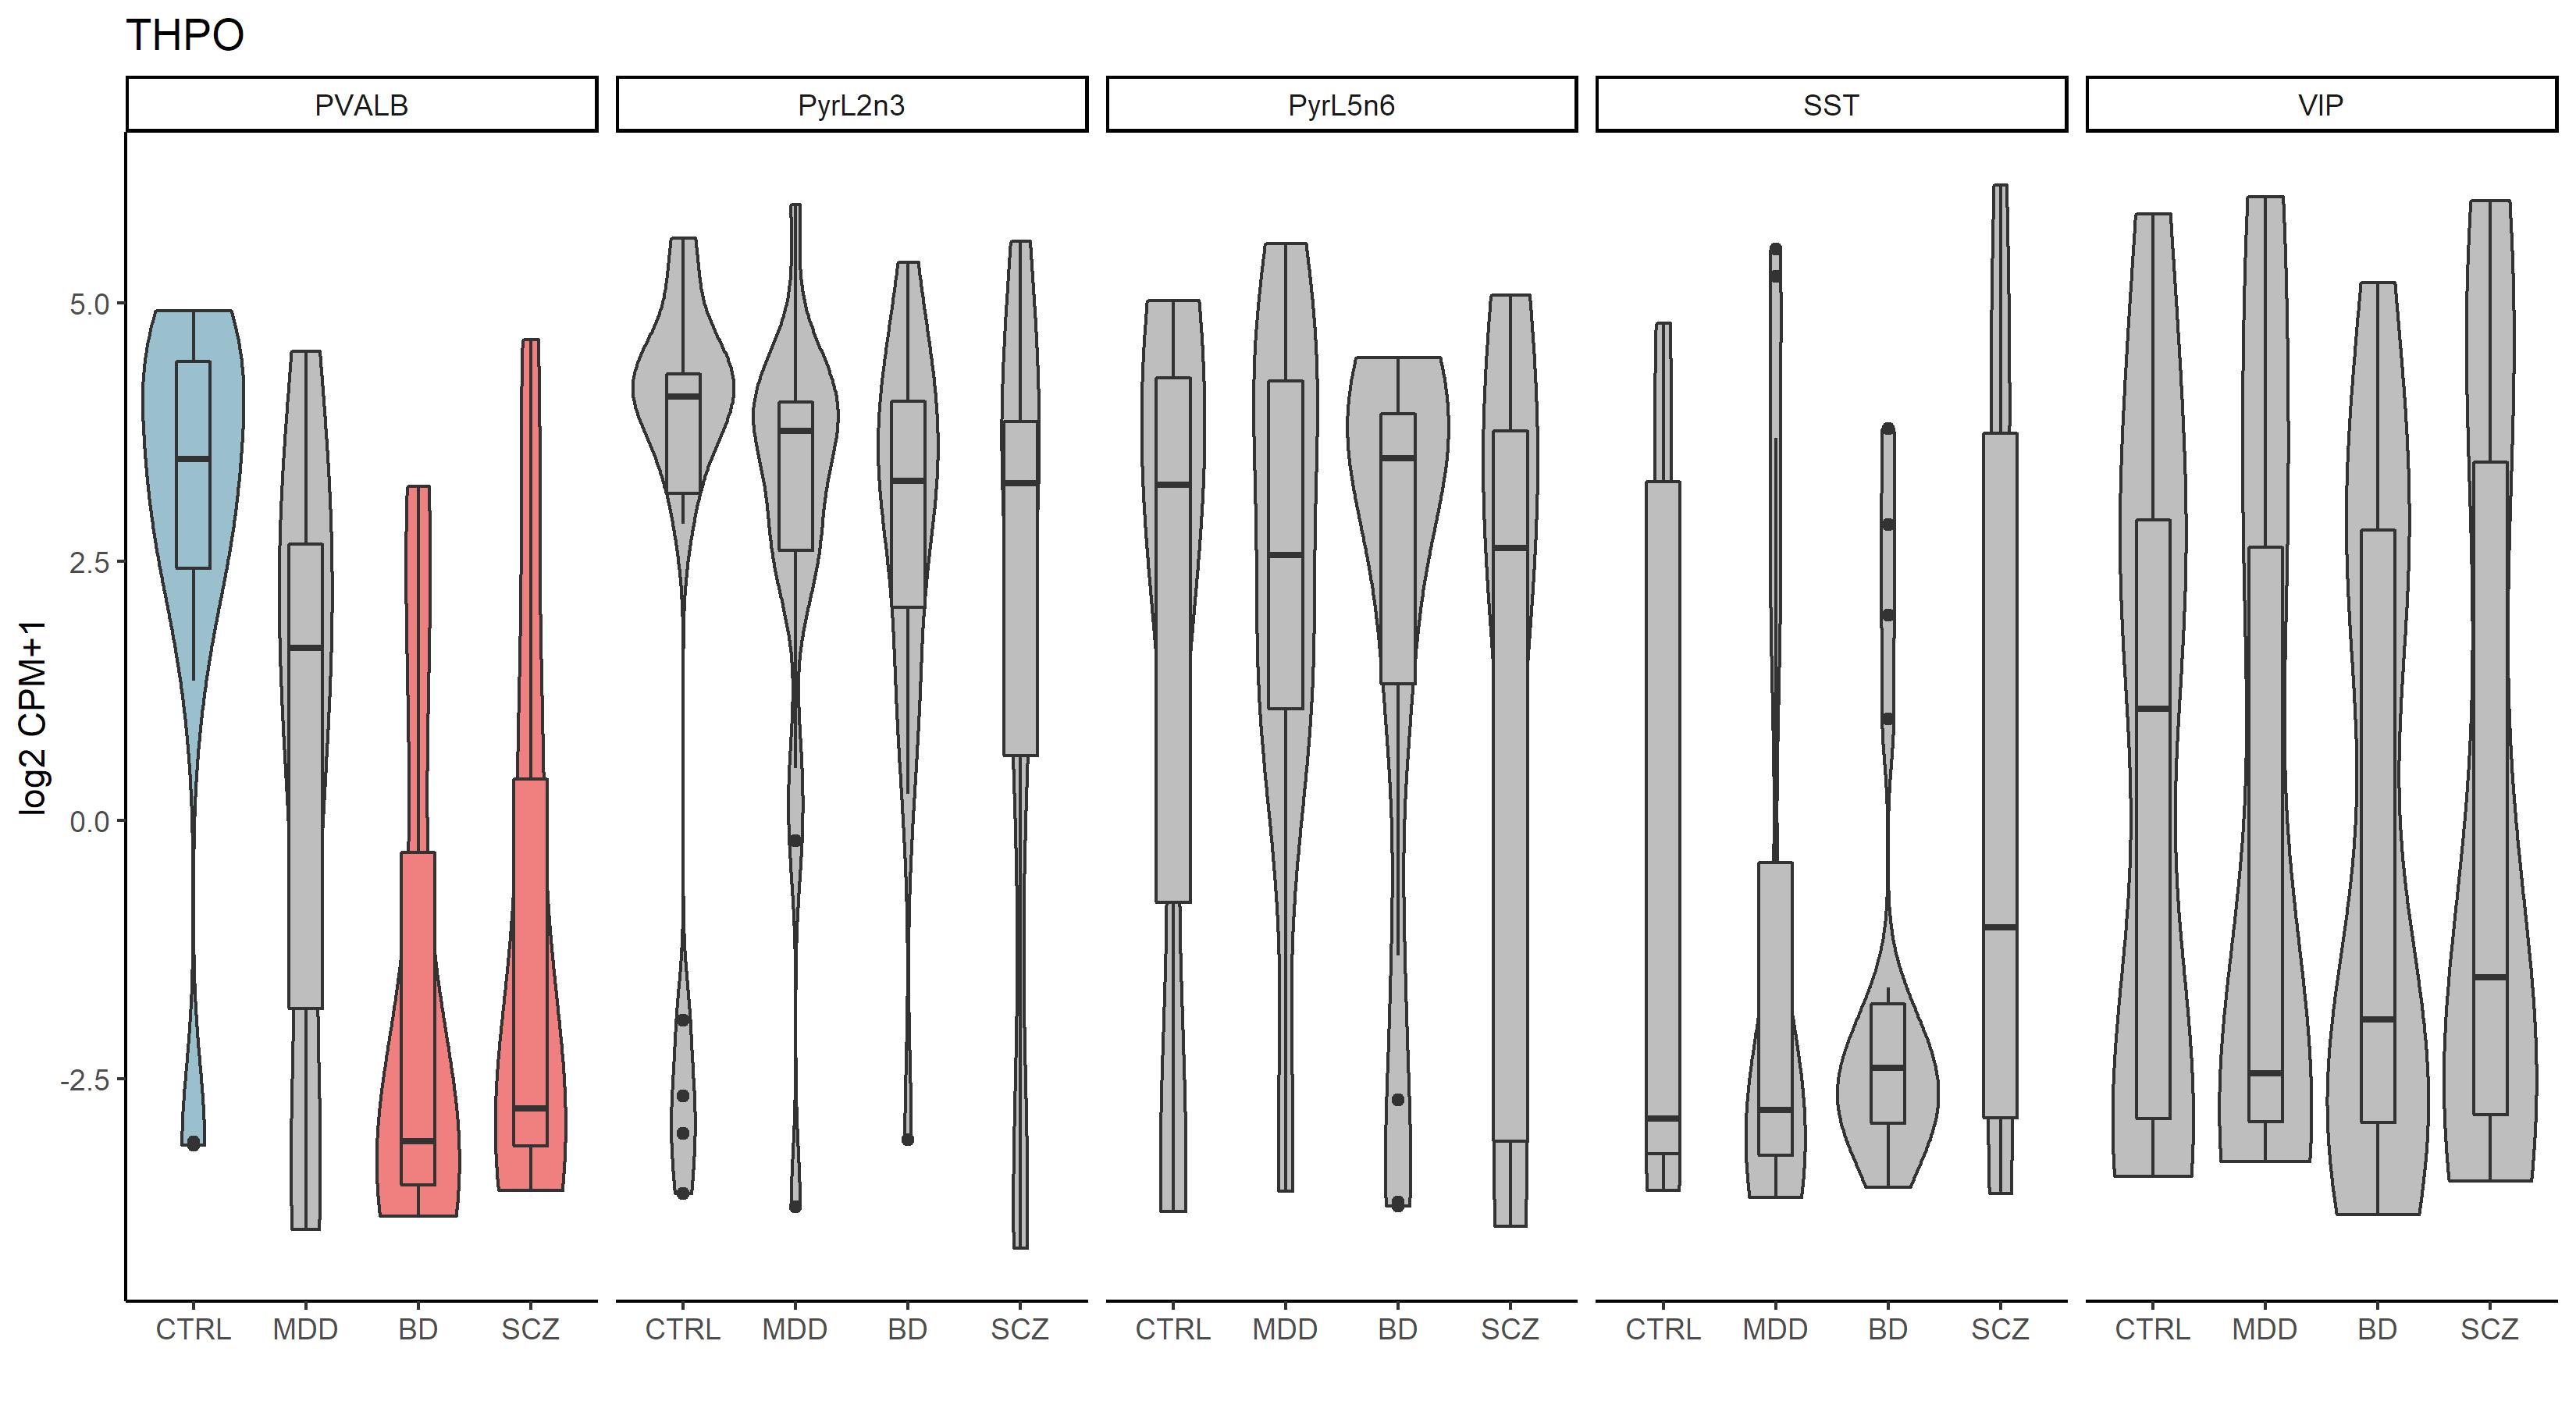 THPO
PVALB PyrL2n3 PyrL5n6 SST VIP
log2 CPM+1
5.0
2.5
0.0
-2.5
CTRL MDD BD SCZ CTRL MDD BD SCZ CTRL MDD BD SCZ CTRL MDD BD SCZ CTRL MDD BD SCZ